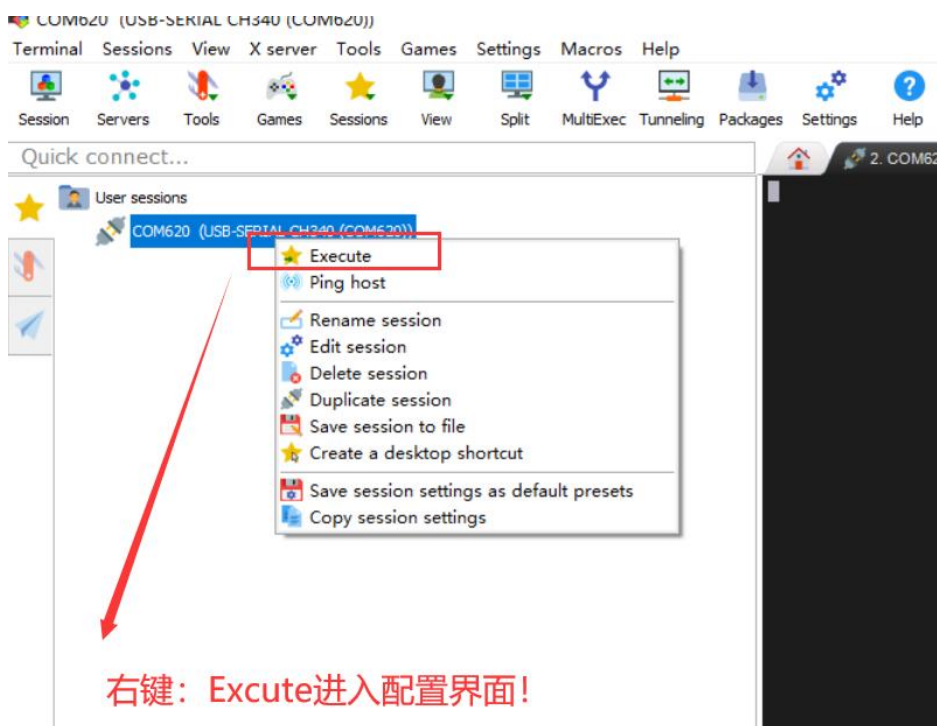 COM620 (USB-SERIAL CH340 (COM620))
Terminal Sessions View X server Tools Games Settings Macros Help
Session Servers Tools Games Sessions View Split MultiExec Tunneling Packages Settings Help
Quick connect...
2. COM62
User sessions
COM620 (USB-SERIAL CH340 (COM620))
Execute
Ping host
Rename session
Edit session
Delete session
Duplicate session
Save session to file
Create a desktop shortcut
Save session settings as default presets
Copy session settings
右键：Excute进入配置界面！